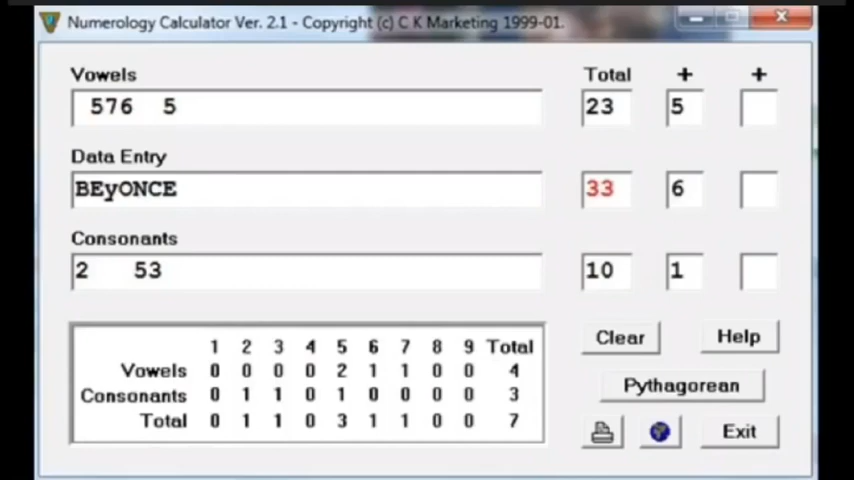 Numerology Calculator Ver. 2.1 - Copyright (c) C K Marketing 1999-01.
Vowels Total + +
576 5 23 5
Data Entry
BEyONCE 33 6
Consonants
2 53 10 1
1 2 3 4 5 6 7 8 9 Total
Vowels 0 0 0 0 2 1 1 0 0 4
Consonants 0 1 1 0 1 0 0 0 0 3
Total 0 1 1 0 3 1 1 0 0 7
Clear Help
Pythagorean
Exit